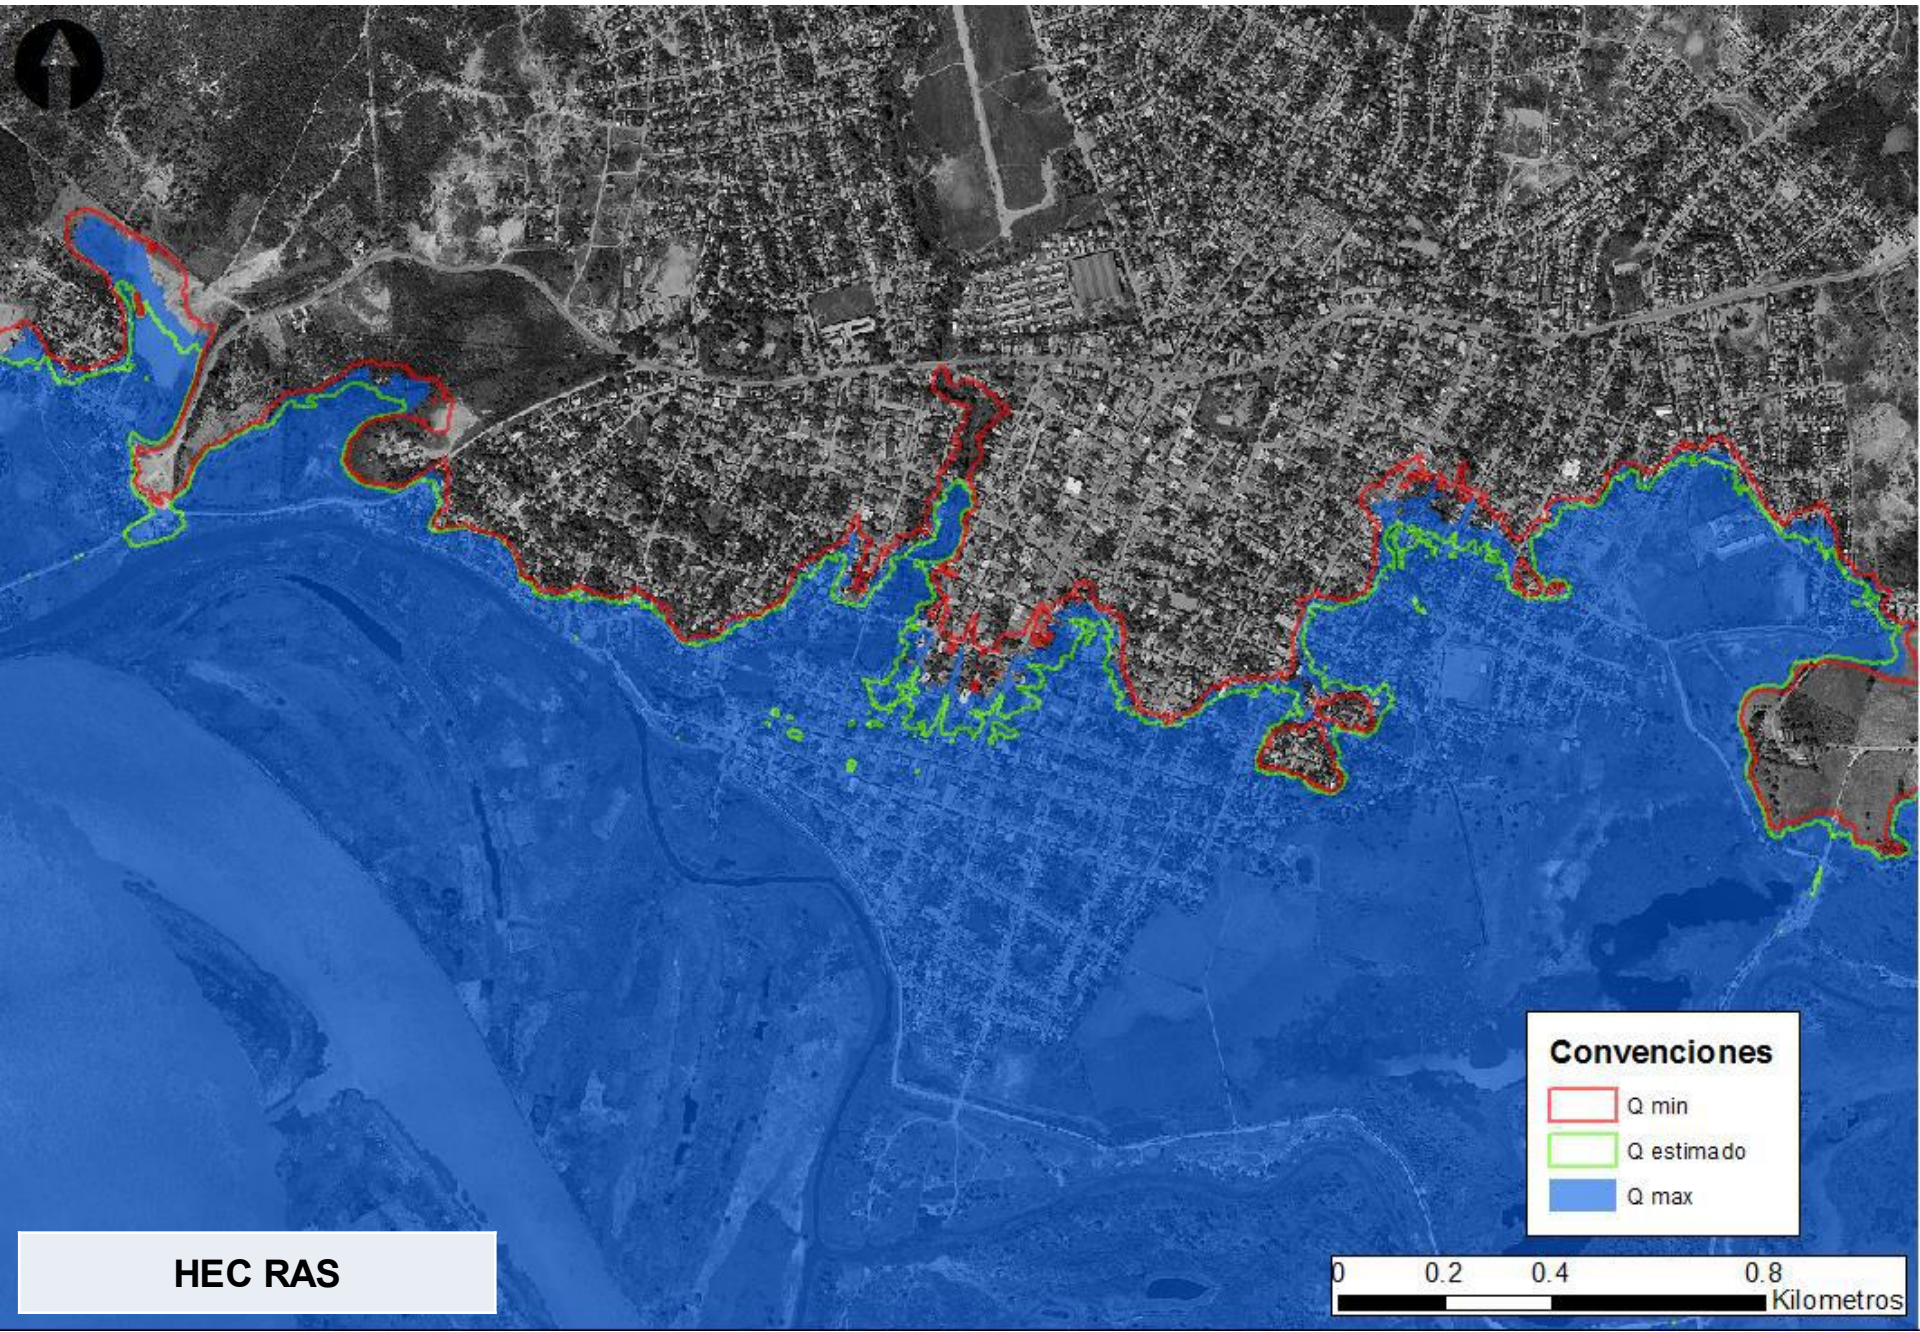 Convenciones
Q min
Q estimado
Q max
HEC RAS
0 0.2 0.4 0.8
Kilometros